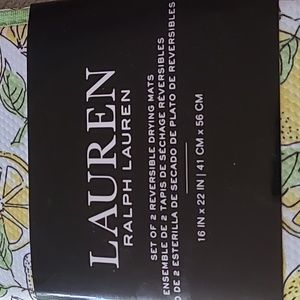 LAUREN
RALPH LAUREN
SET OF 2 REVERSIBLE DRYING MATS
ENSEMBLE DE 2 TAPIS DE SÉCHAGE RÉVERSIBLES
O DE 2 ESTERILLA DE SECADO DE PLATO DE REVERSIBLES
16 IN X 22 IN | 41 CM X 56 CM